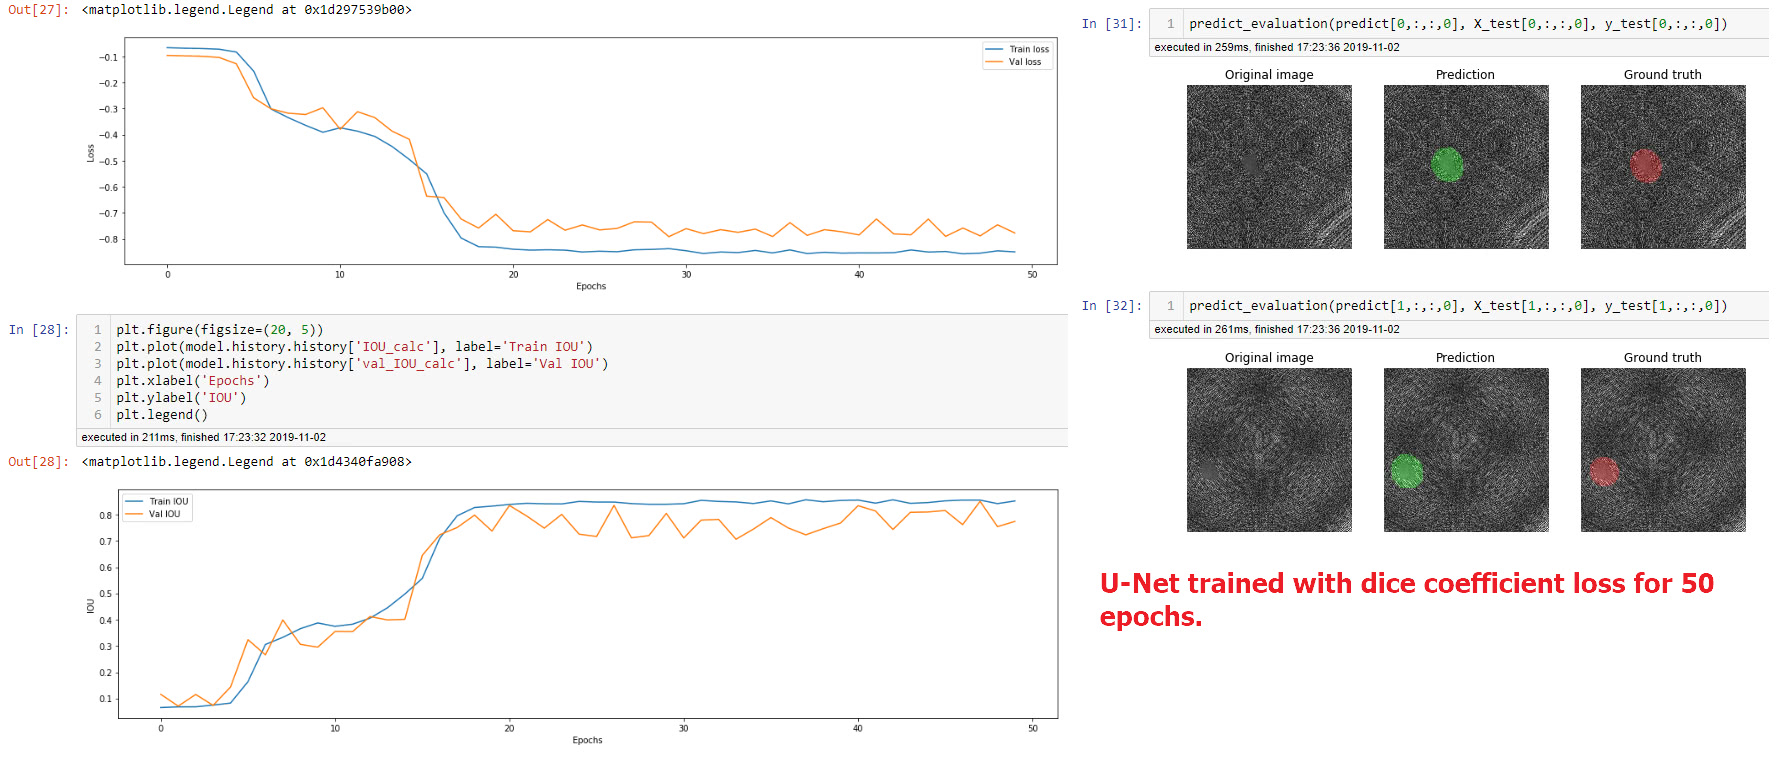 Out[27]: <matplotlib.legend.Legend at 0x1d297539b00>
Train loss
Val loss
−0.1
−0.2
−0.3
−0.4
−0.5
−0.6
−0.7
−0.8
Loss
0 10 20 30 40 50
Epochs
In [28]:
1 plt.figure(figsize=(20, 5))
2 plt.plot(model.history.history['IOU_calc'], label='Train IOU')
3 plt.plot(model.history.history['val_IOU_calc'], label='Val IOU')
4 plt.xlabel('Epochs')
5 plt.ylabel('IOU')
6 plt.legend()
executed in 211ms, finished 17:23:32 2019-11-02
Out[28]: <matplotlib.legend.Legend at 0x1d4340fa908>
Train IOU
Val IOU
0.8
0.7
0.6
0.5
0.4
0.3
0.2
0.1
IOU
0 10 20 30 40 50
Epochs
In [31]: 1 predict_evaluation(predict[0,:,:,0], X_test[0,:,:,0], y_test[0,:,:,0])
executed in 259ms, finished 17:23:36 2019-11-02
Original image Prediction Ground truth
In [32]: 1 predict_evaluation(predict[1,:,:,0], X_test[1,:,:,0], y_test[1,:,:,0])
executed in 261ms, finished 17:23:36 2019-11-02
Original image Prediction Ground truth
U-Net trained with dice coefficient loss for 50
epochs.